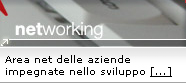 networking
Area net delle aziende
impegnate nello sviluppo [...]